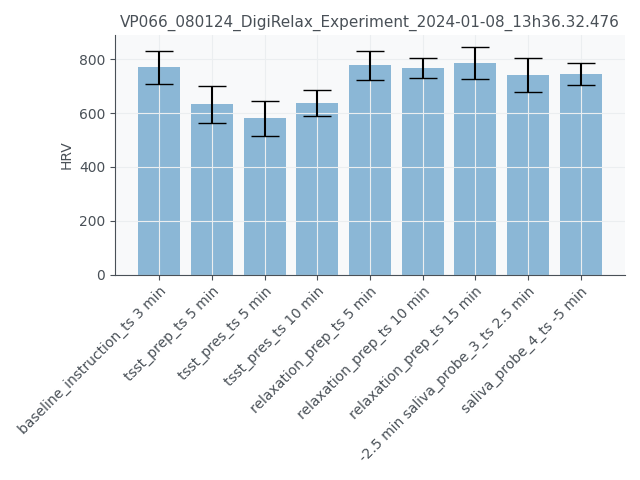 VP066_080124_DigiRelax_Experiment_2024-01-08_13h36.32.476
HRV
800
600
400
200
0
baseline_instruction_ts 3 min
tsst_prep_ts 5 min
tsst_pres_ts 5 min
tsst_pres_ts 10 min
relaxation_prep_ts 5 min
relaxation_prep_ts 10 min
relaxation_prep_ts 15 min
-2.5 min saliva_probe_3_ts 2.5 min
saliva_probe_4_ts -5 min